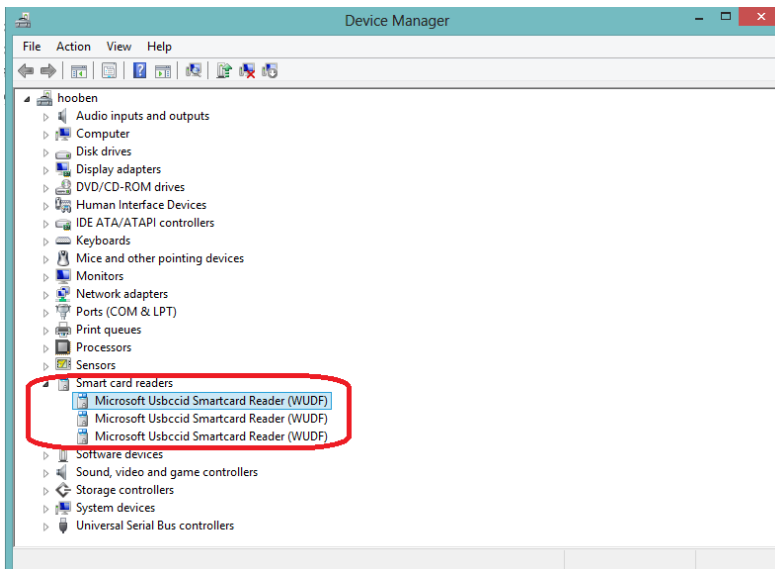 Device Manager
File Action View Help
hooben
Audio inputs and outputs
Computer
Disk drives
Display adapters
DVD/CD-ROM drives
Human Interface Devices
IDE ATA/ATAPI controllers
Keyboards
Mice and other pointing devices
Monitors
Network adapters
Ports (COM & LPT)
Print queues
Processors
Sensors
Smart card readers
Microsoft Usbccid Smartcard Reader (WUDF)
Microsoft Usbccid Smartcard Reader (WUDF)
Microsoft Usbccid Smartcard Reader (WUDF)
Software devices
Sound, video and game controllers
Storage controllers
System devices
Universal Serial Bus controllers